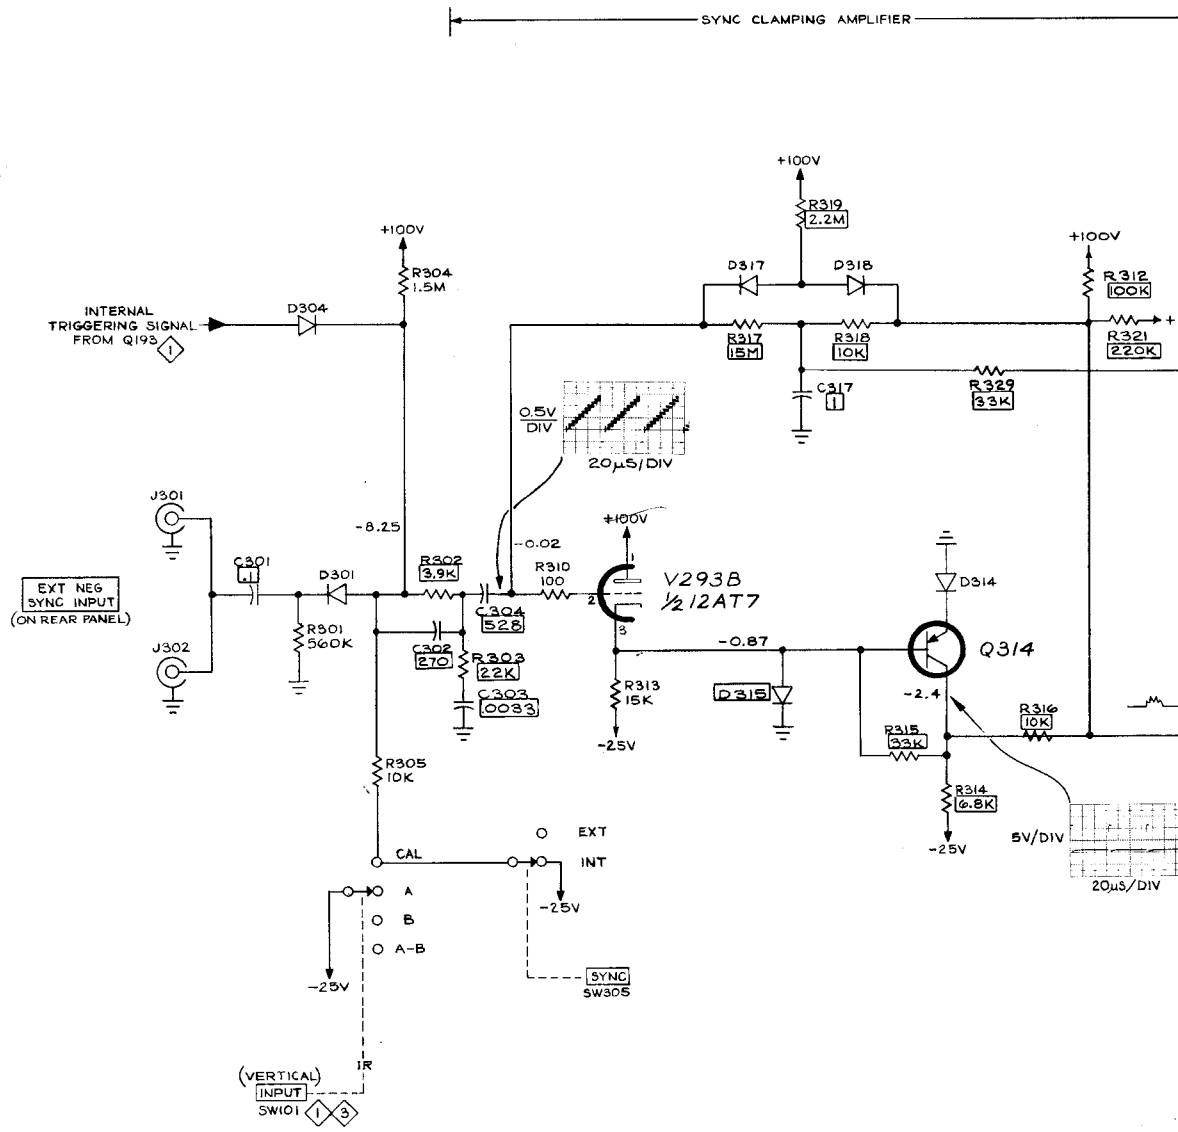 SYNC CLAMPING AMPLIFIER
+100V
R319
2.2M
+100V
R304
1.5M
D317
D318
+100V
R312
100K
INTERNAL
TRIGGERING SIGNAL
FROM Q193
1
D304
R317
15M
R318
10K
R321
220K
+
C317
1
R329
33K
0.5V
DIV
20µS/DIV
J301
-8.25
+100V
-0.02
C301
.1
D301
R302
3.9K
R310
100
1
2
3
V293B
½ 12AT7
D314
EXT NEG
SYNC INPUT
(ON REAR PANEL)
C304
528
R301
560K
C302
270
R303
22K
J302
-0.87
Q314
C303
.0033
R313
15K
D315
-2.4
-25V
R315
33K
R316
10K
R305
10K
R314
6.8K
-25V
5V/DIV
20µS/DIV
EXT
CAL
INT
A
-25V
B
A-B
-25V
SYNC
SW305
1R
(VERTICAL)
INPUT
SW101
1
3